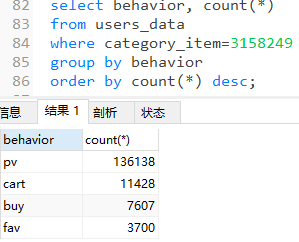 82 select behavior, count(*)
83 from users_data
84 where category_item=3158249
85 group by behavior
86 order by count(*) desc;
信息 结果 1 剖析 状态
behavior count(*)
pv 136138
cart 11428
buy 7607
fav 3700